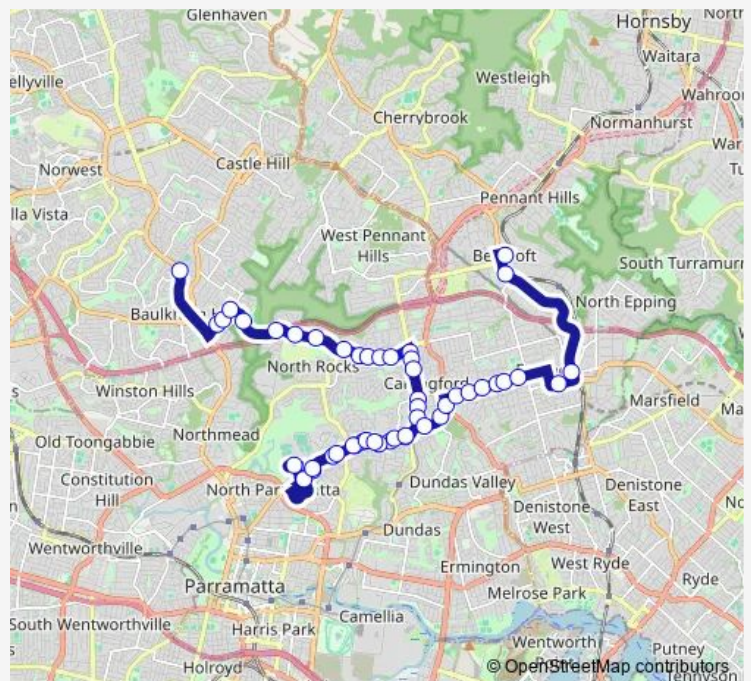 Glenhaven
Hornsby
Waitara
Westleigh
ellyville
Cherrybrook
Wahroo
Normanhurst
Norwest
Castle Hill
lla Vista
Pennant Hills
West Pennant
Hills
South Turramurr
North Epping
North Rocks
Winston Hills
Marsfield
Old Toongabbie
Northmead
Constitution
Hill
Dundas Valley
Denistone
East
Denistone
West
Dundas
Wentworthville
Ermington
West Ryde
Ryde
Parramatta
Melrose Park
South Wentworthville
Camellia
Harris Park
Wentworth
Putney
Holroyd
© OpenStreetMap contributors